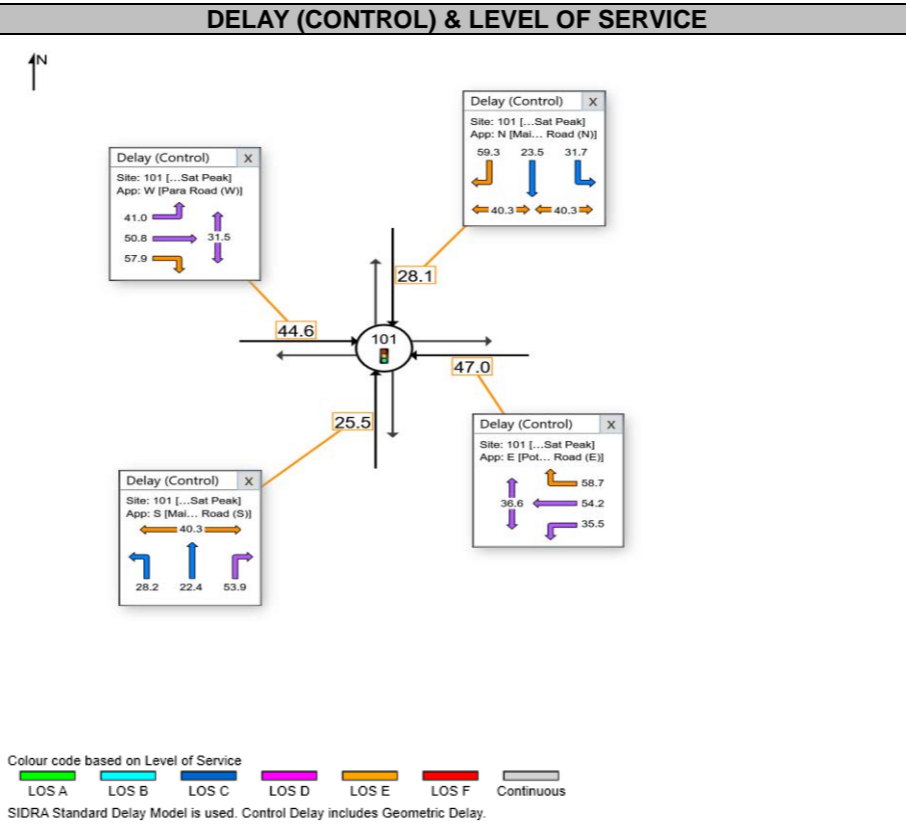 DELAY (CONTROL) & LEVEL OF SERVICE
N
Delay (Control) X
Site: 101 [...Sat Peak]
App: N [Mai... Road (N)]
59.3 23.5 31.7
40.3 40.3
Delay (Control) X
Site: 101 [...Sat Peak]
App: W [Para Road (W)]
41.0
50.8 31.5
57.9
28.1
44.6
101
47.0
25.5
Delay (Control) X
Site: 101 [...Sat Peak]
App: E [Pot... Road (E)]
58.7
36.6 54.2
35.5
Delay (Control) X
Site: 101 [...Sat Peak]
App: S [Mai... Road (S)]
40.3
28.2 22.4 53.9
Colour code based on Level of Service
LOS A LOS B LOS C LOS D LOS E LOS F Continuous
SIDRA Standard Delay Model is used. Control Delay includes Geometric Delay.